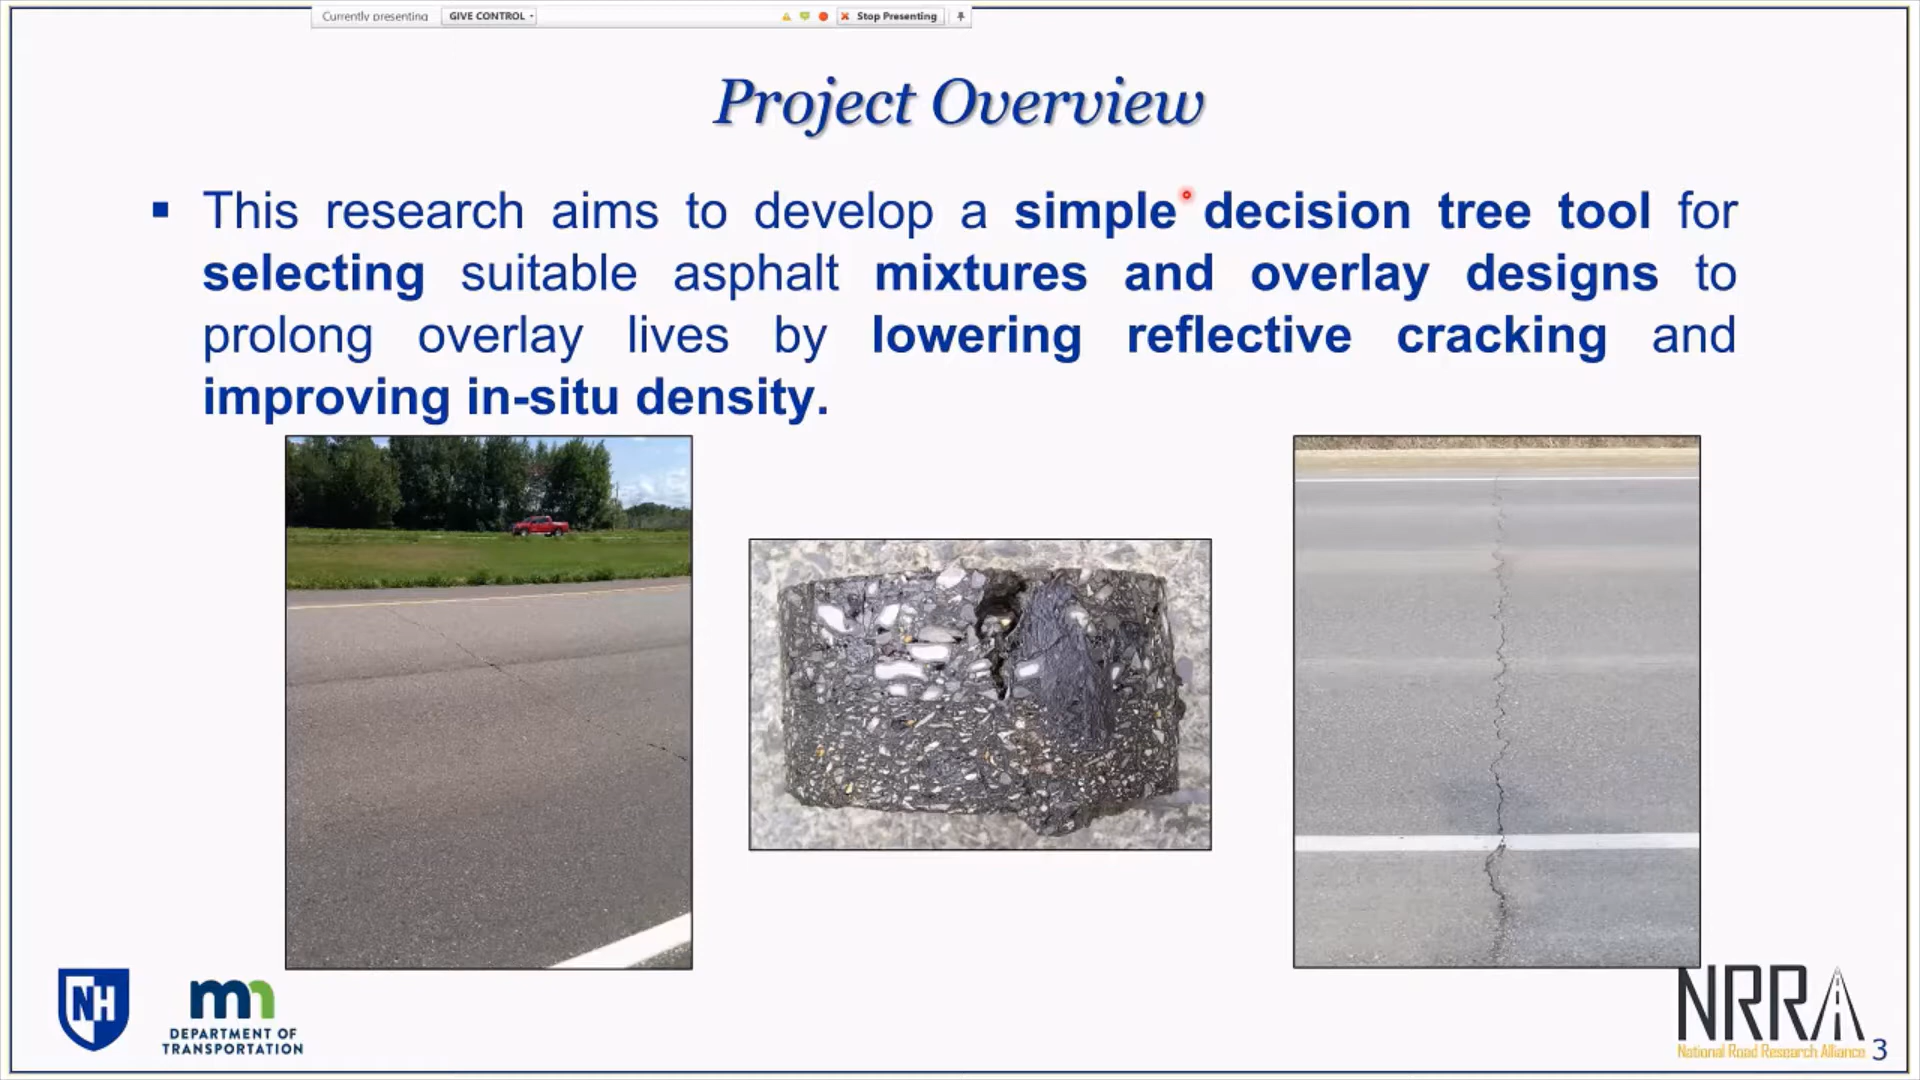 Currently presenting GIVE CONTROL Stop Presenting
Project Overview
▪ This research aims to develop a simple decision tree tool for
selecting suitable asphalt mixtures and overlay designs to
prolong overlay lives by lowering reflective cracking and
improving in-situ density.
NH
mn
DEPARTMENT OF
TRANSPORTATION
NRRA
National Road Research Alliance
3